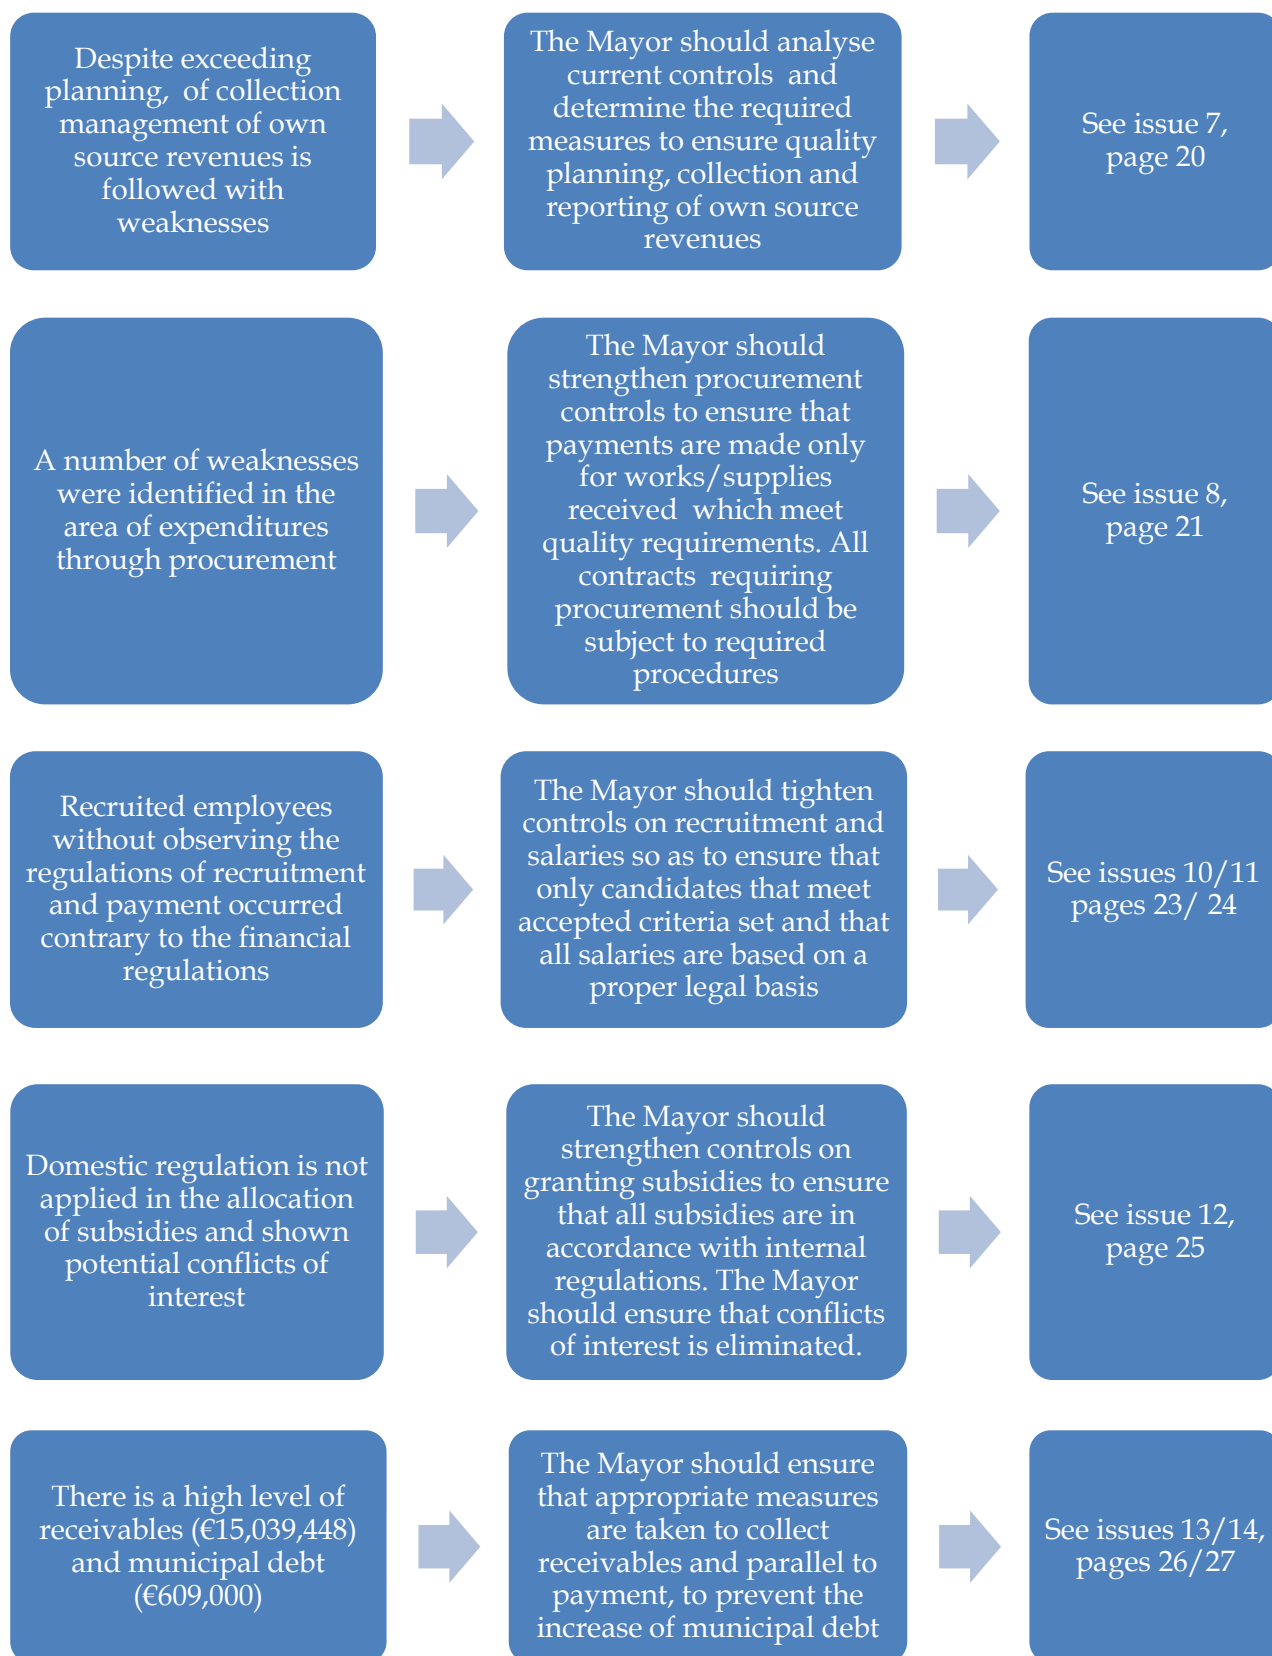 Despite exceeding
planning, of collection
management of own
source revenues is
followed with
weaknesses
The Mayor should analyse
current controls and
determine the required
measures to ensure quality
planning, collection and
reporting of own source
revenues
See issue 7,
page 20
A number of weaknesses
were identified in the
area of expenditures
through procurement
The Mayor should
strengthen procurement
controls to ensure that
payments are made only
for works/supplies
received which meet
quality requirements. All
contracts requiring
procurement should be
subject to required
procedures
See issue 8,
page 21
Recruited employees
without observing the
regulations of recruitment
and payment occurred
contrary to the financial
regulations
The Mayor should tighten
controls on recruitment and
salaries so as to ensure that
only candidates that meet
accepted criteria set and that
all salaries are based on a
proper legal basis
See issues 10/11
pages 23/ 24
Domestic regulation is not
applied in the allocation
of subsidies and shown
potential conflicts of
interest
The Mayor should
strengthen controls on
granting subsidies to ensure
that all subsidies are in
accordance with internal
regulations. The Mayor
should ensure that conflicts
of interest is eliminated.
See issue 12,
page 25
There is a high level of
receivables (€15,039,448)
and municipal debt
(€609,000)
The Mayor should ensure
that appropriate measures
are taken to collect
receivables and parallel to
payment, to prevent the
increase of municipal debt
See issues 13/14,
pages 26/27